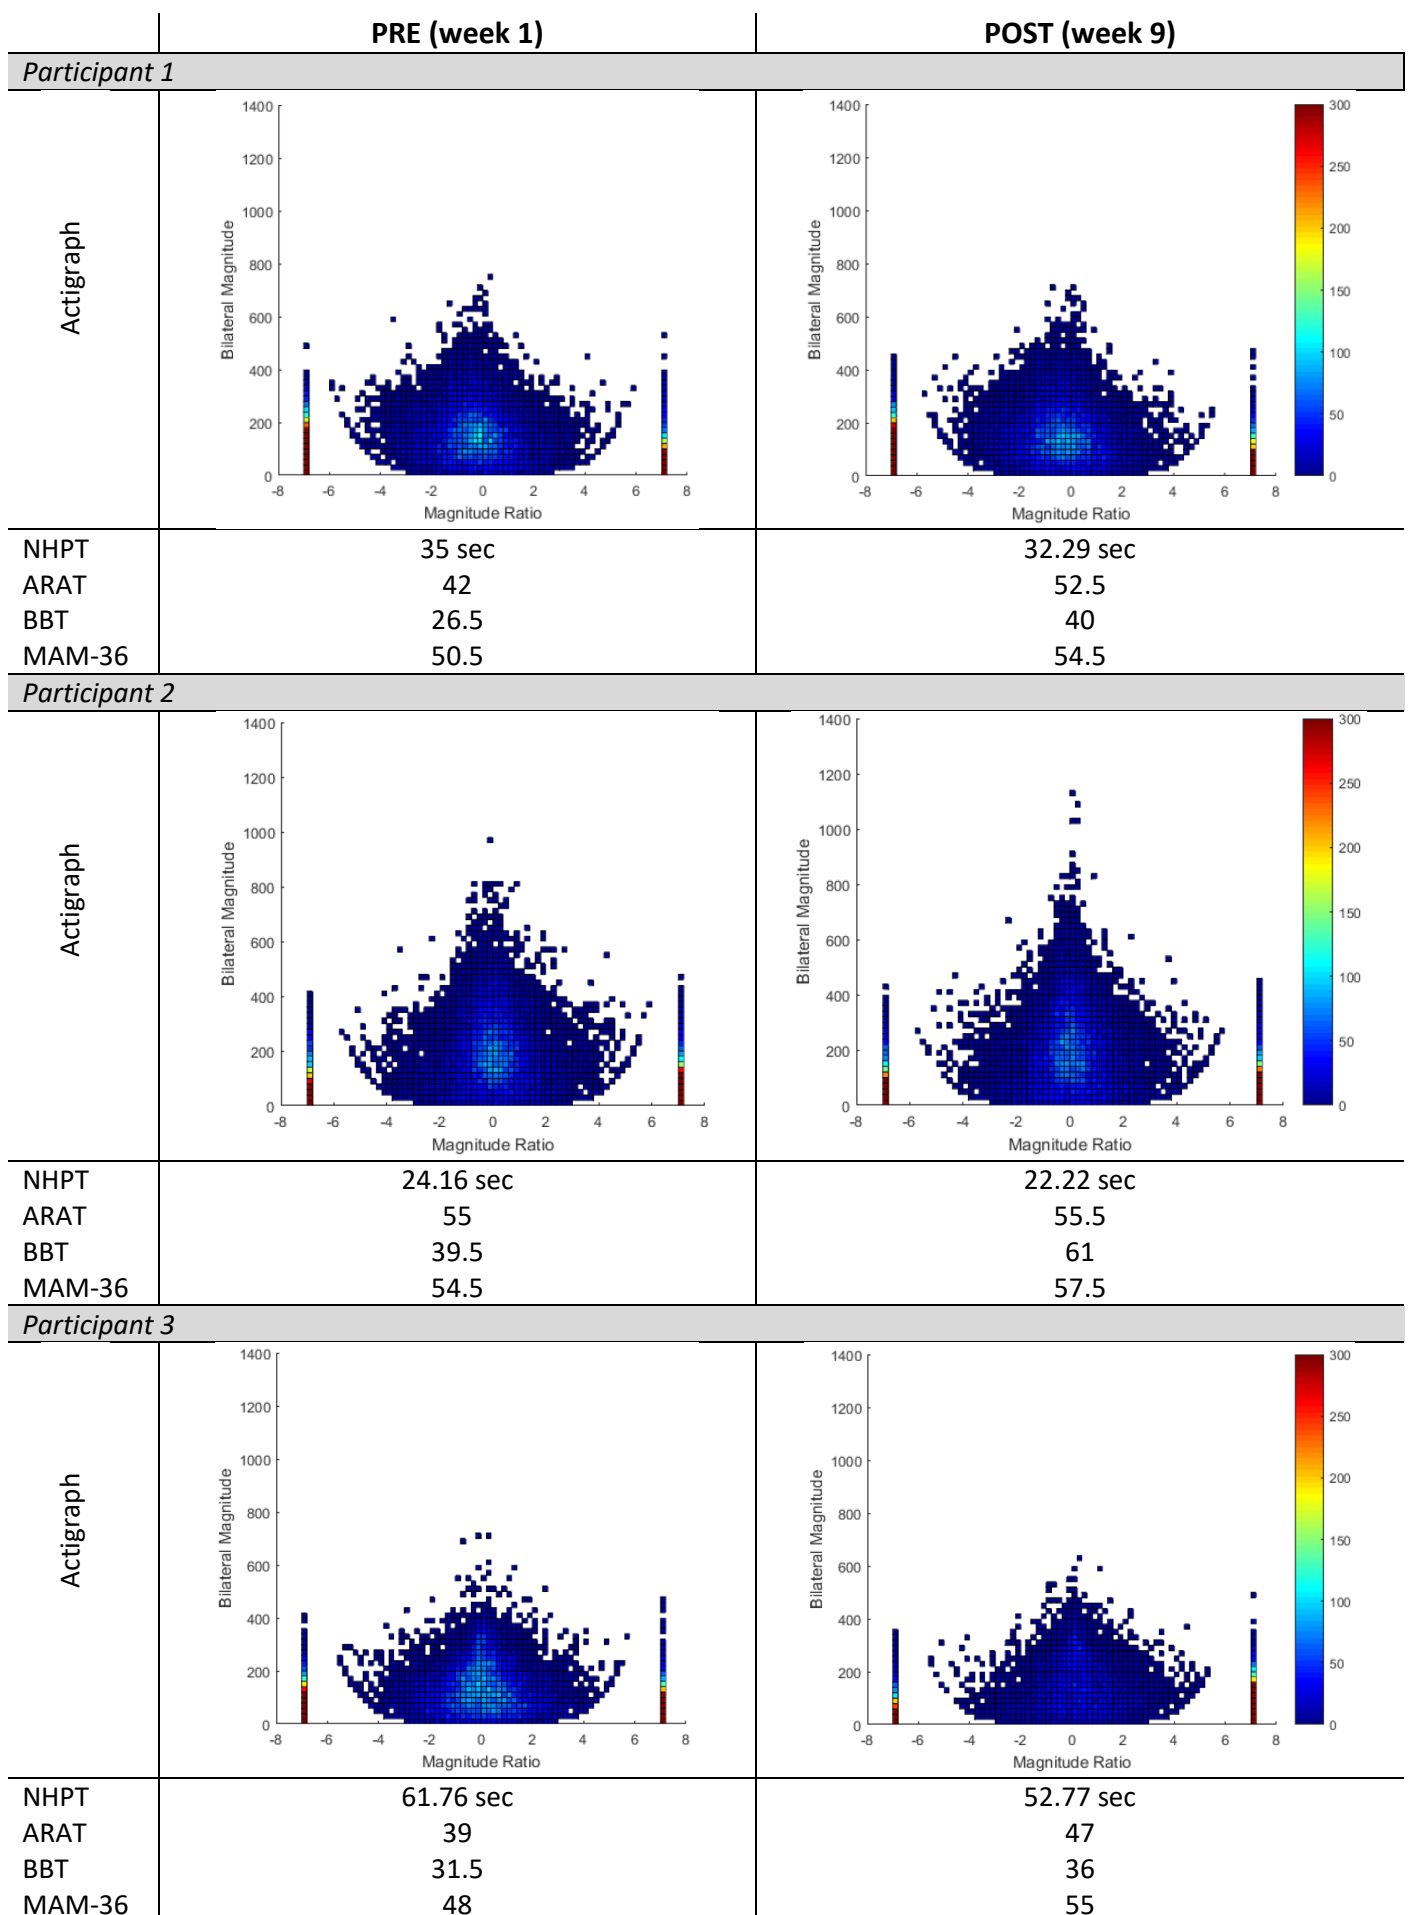 PRE (week 1) POST (week 9)
Participant 1
Actigraph
1400
1200
1000
800
600
400
200
0
Bilateral Magnitude
-8 -6 -4 -2 0 2 4 6 8
Magnitude Ratio
1400
1200
1000
800
600
400
200
0
Bilateral Magnitude
-8 -6 -4 -2 0 2 4 6 8
Magnitude Ratio
300
250
200
150
100
50
0
NHPT 35 sec 32.29 sec
ARAT 42 52.5
BBT 26.5 40
MAM-36 50.5 54.5
Participant 2
Actigraph
1400
1200
1000
800
600
400
200
0
Bilateral Magnitude
-8 -6 -4 -2 0 2 4 6 8
Magnitude Ratio
1400
1200
1000
800
600
400
200
0
Bilateral Magnitude
-8 -6 -4 -2 0 2 4 6 8
Magnitude Ratio
300
250
200
150
100
50
0
NHPT 24.16 sec 22.22 sec
ARAT 55 55.5
BBT 39.5 61
MAM-36 54.5 57.5
Participant 3
Actigraph
1400
1200
1000
800
600
400
200
0
Bilateral Magnitude
-8 -6 -4 -2 0 2 4 6 8
Magnitude Ratio
1400
1200
1000
800
600
400
200
0
Bilateral Magnitude
-8 -6 -4 -2 0 2 4 6 8
Magnitude Ratio
300
250
200
150
100
50
0
NHPT 61.76 sec 52.77 sec
ARAT 39 47
BBT 31.5 36
MAM-36 48 55